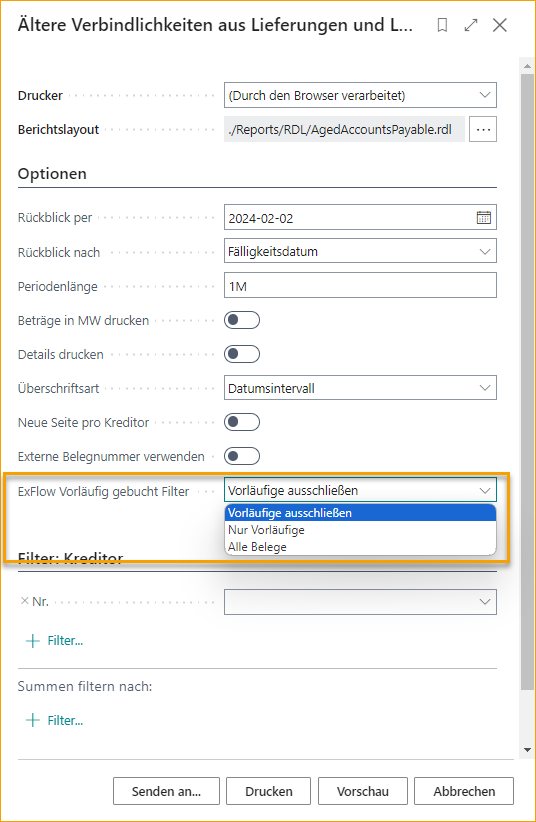 Ältere Verbindlichkeiten aus Lieferungen und L...
Drucker (Durch den Browser verarbeitet)
Berichtslayout ./Reports/RDL/AgedAccountsPayable.rdl ...
Optionen
Rückblick per 2024-02-02
Rückblick nach Fälligkeitsdatum
Periodenlänge 1M
Beträge in MW drucken
Details drucken
Überschriftsart Datumsintervall
Neue Seite pro Kreditor
Externe Belegnummer verwenden
ExFlow Vorläufig gebucht Filter Vorläufige ausschließen
Vorläufige ausschließen
Nur Vorläufige
Alle Belege
Filter: Kreditor
Nr.
Filter...
Summen filtern nach:
Filter...
Senden an... Drucken Vorschau Abbrechen